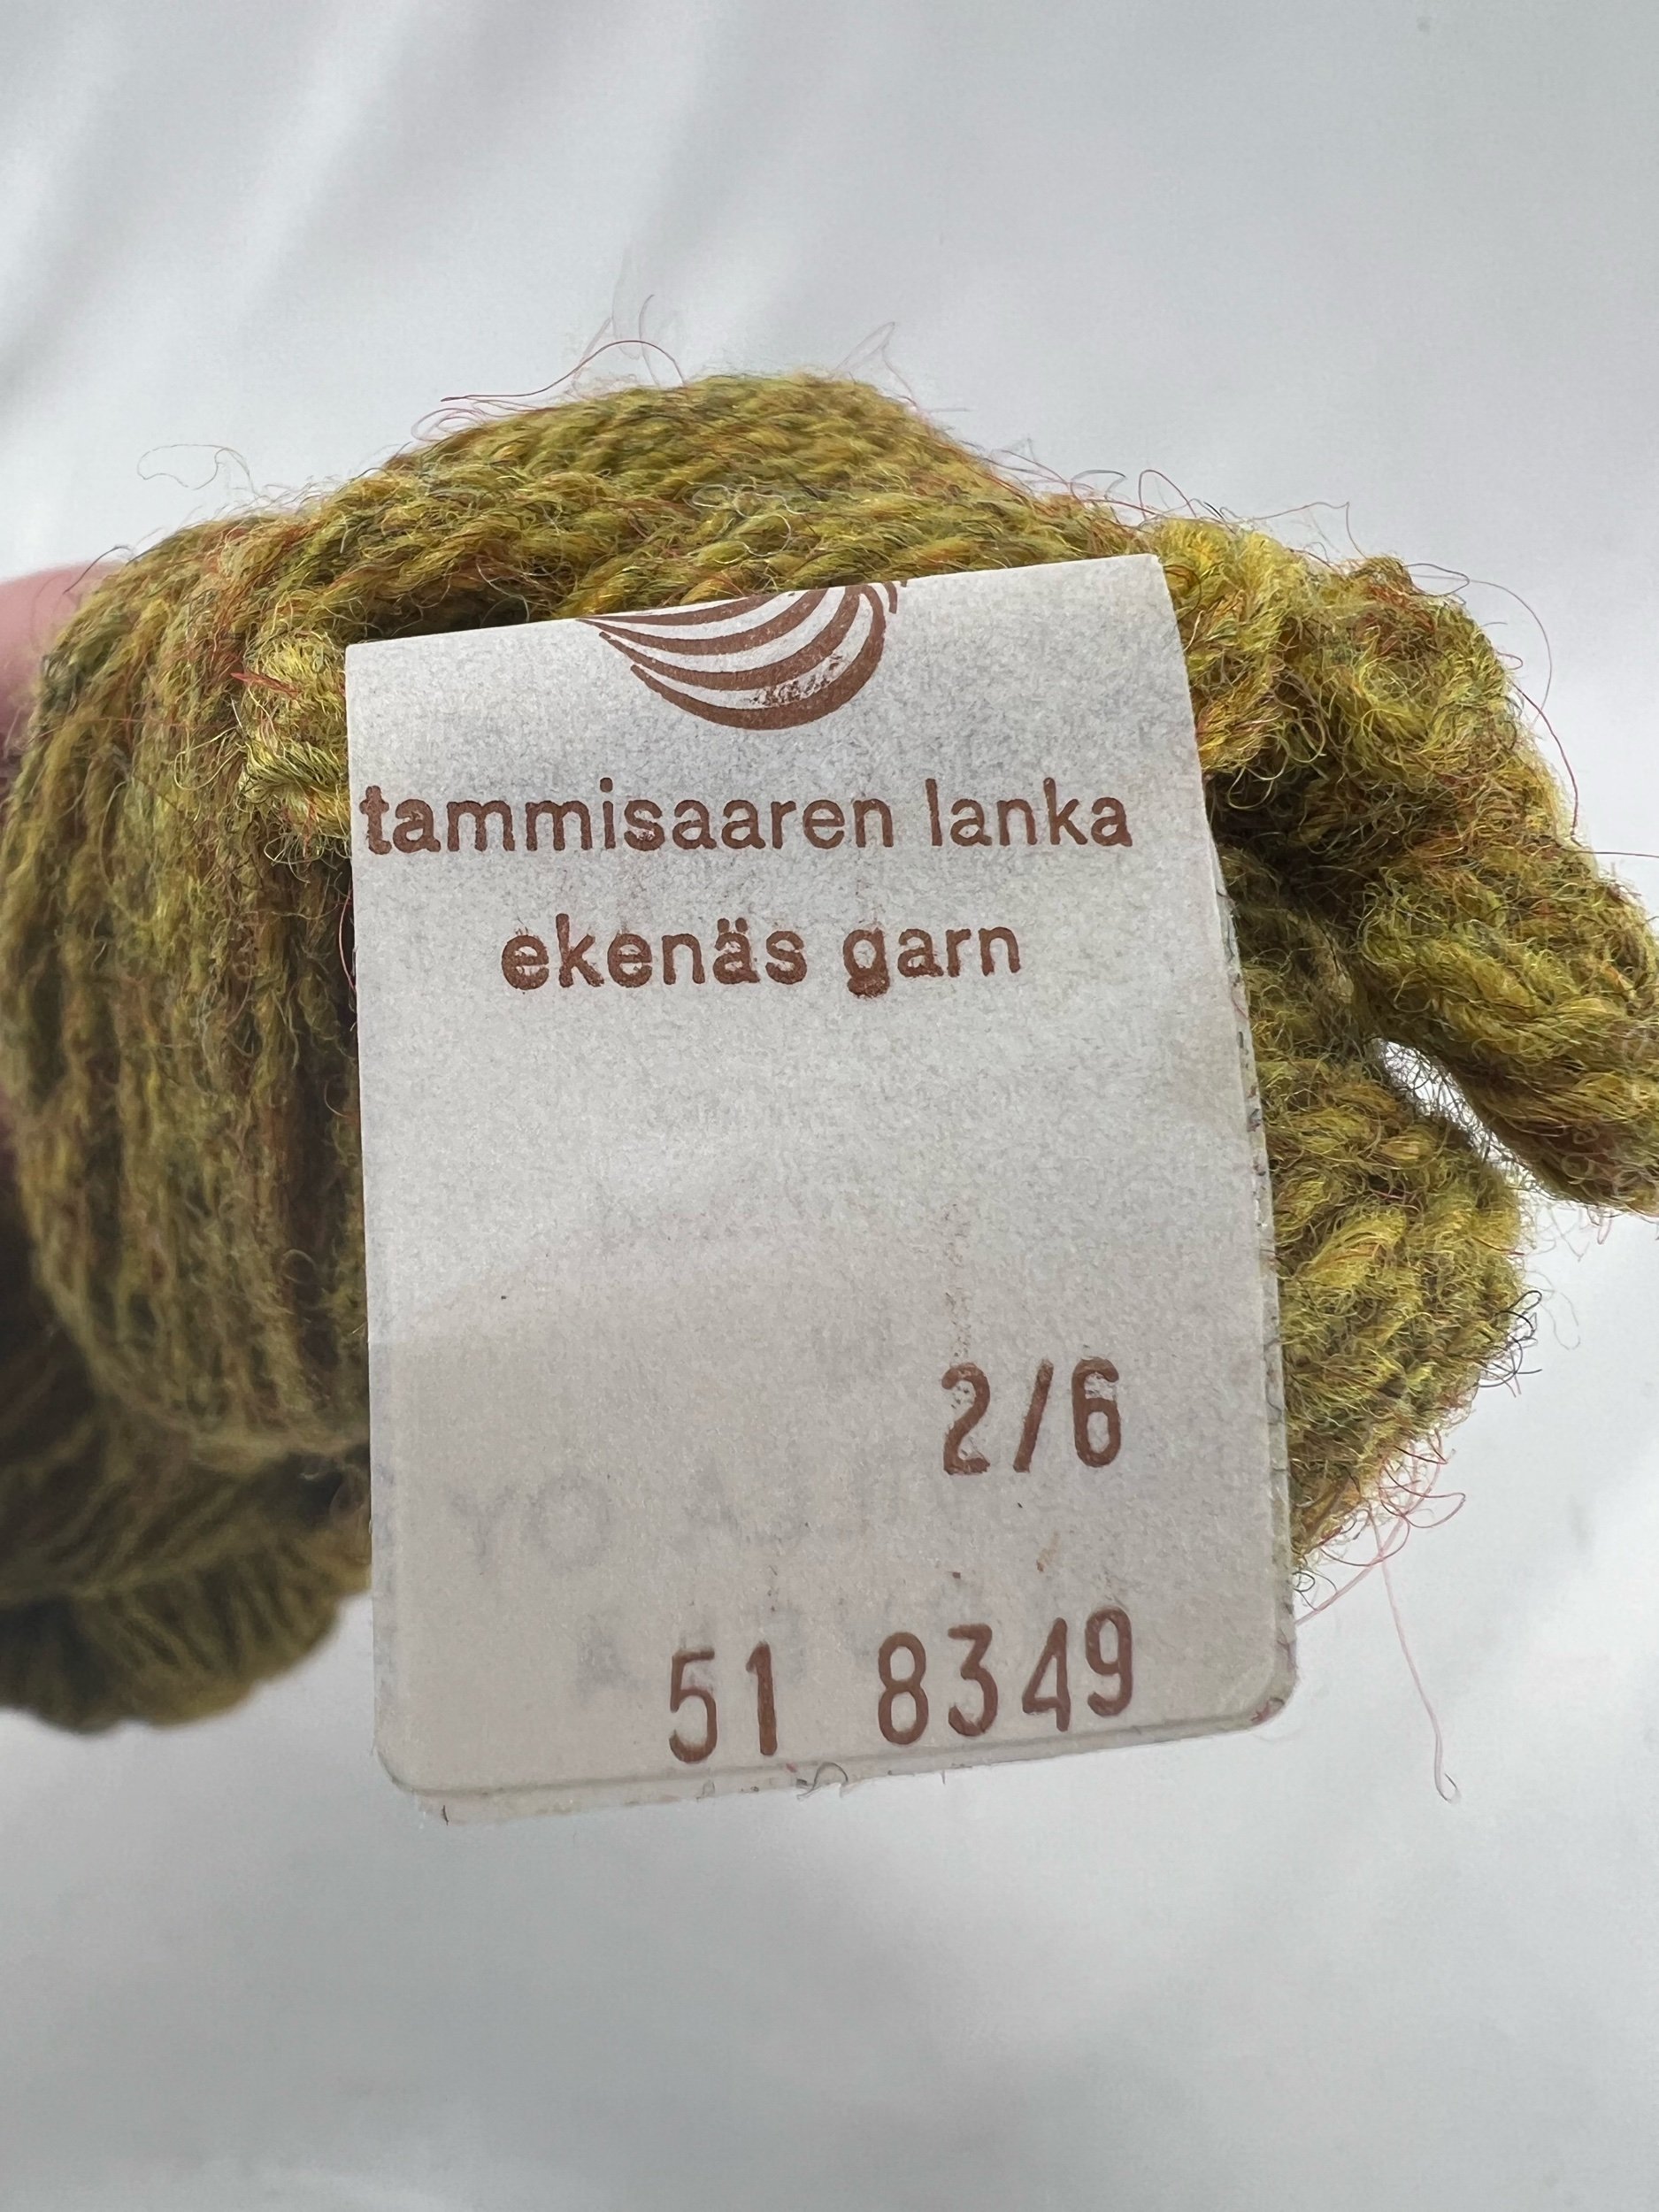 tammisaaren lanka
ekenäs garn
2/6
51 8349